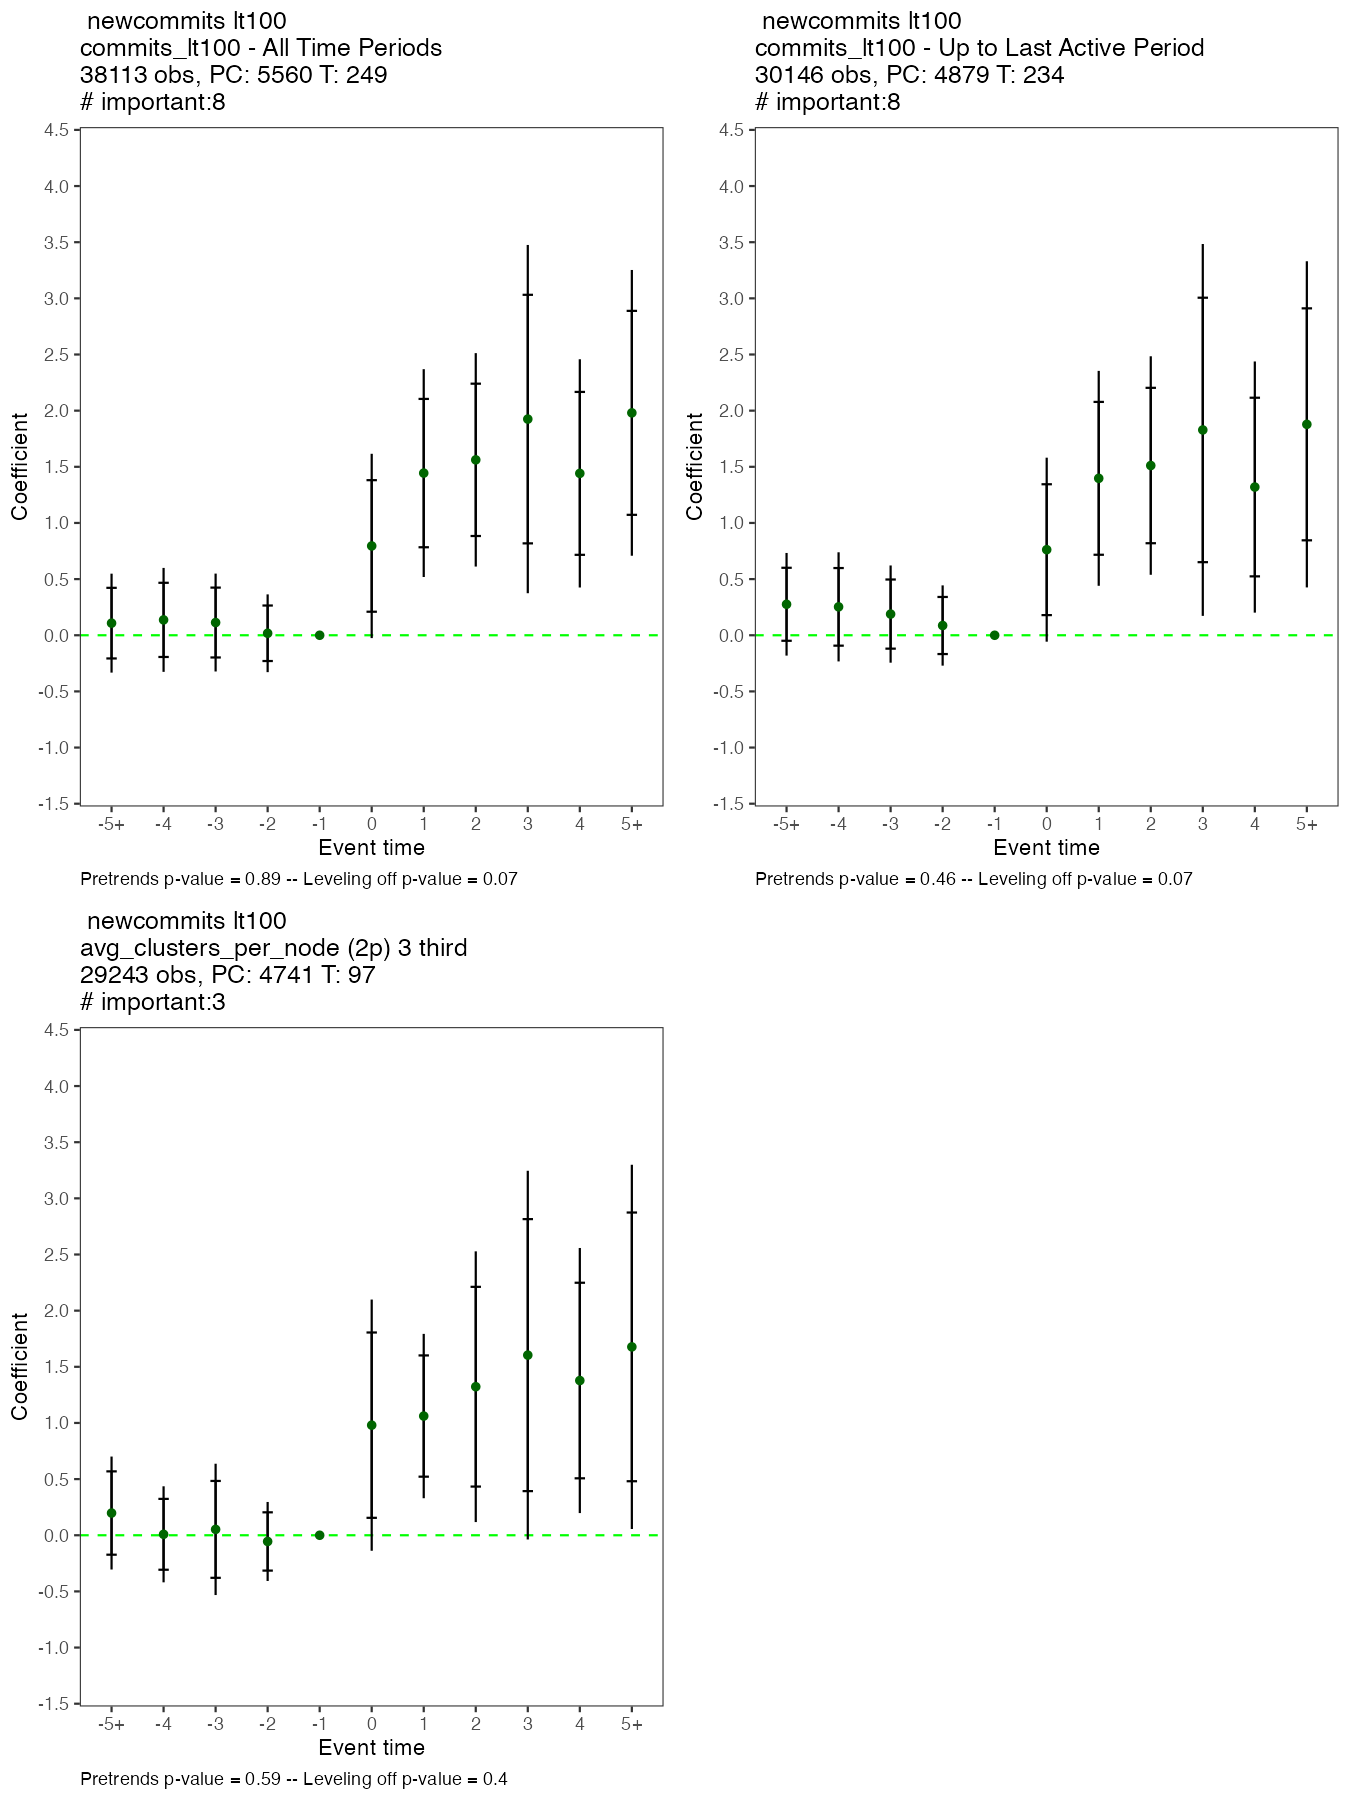 newcommits lt100
commits_lt100 - All Time Periods
38113 obs, PC: 5560 T: 249
# important:8
4.5
4.0
3.5
3.0
2.5
2.0
1.5
1.0
0.5
0.0
-0.5
-1.0
-1.5
Coefficient
-5+ -4 -3 -2 -1 0 1 2 3 4 5+
Event time
Pretrends p-value = 0.89 -- Leveling off p-value = 0.07
newcommits lt100
commits_lt100 - Up to Last Active Period
30146 obs, PC: 4879 T: 234
# important:8
4.5
4.0
3.5
3.0
2.5
2.0
1.5
1.0
0.5
0.0
-0.5
-1.0
-1.5
Coefficient
-5+ -4 -3 -2 -1 0 1 2 3 4 5+
Event time
Pretrends p-value = 0.46 -- Leveling off p-value = 0.07
newcommits lt100
avg_clusters_per_node (2p) 3 third
29243 obs, PC: 4741 T: 97
# important:3
4.5
4.0
3.5
3.0
2.5
2.0
1.5
1.0
0.5
0.0
-0.5
-1.0
-1.5
Coefficient
-5+ -4 -3 -2 -1 0 1 2 3 4 5+
Event time
Pretrends p-value = 0.59 -- Leveling off p-value = 0.4